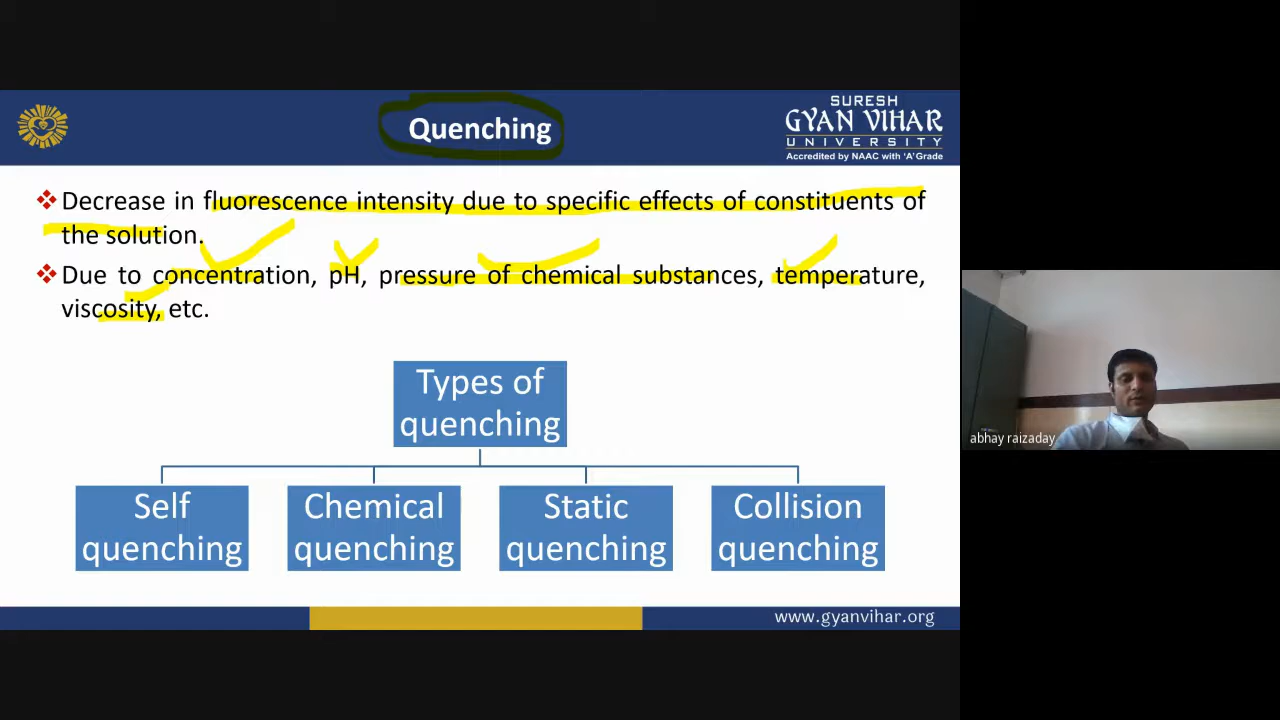 Quenching
SURESH
GYAN VIHAR
UNIVERSITY
Accredited by NAAC with 'A' Grade
Decrease in fluorescence intensity due to specific effects of constituents of
the solution.
Due to concentration, pH, pressure of chemical substances, temperature,
viscosity, etc.
Types of
quenching
Self
quenching
Chemical
quenching
Static
quenching
Collision
quenching
abhay raizaday
www.gyanvihar.org